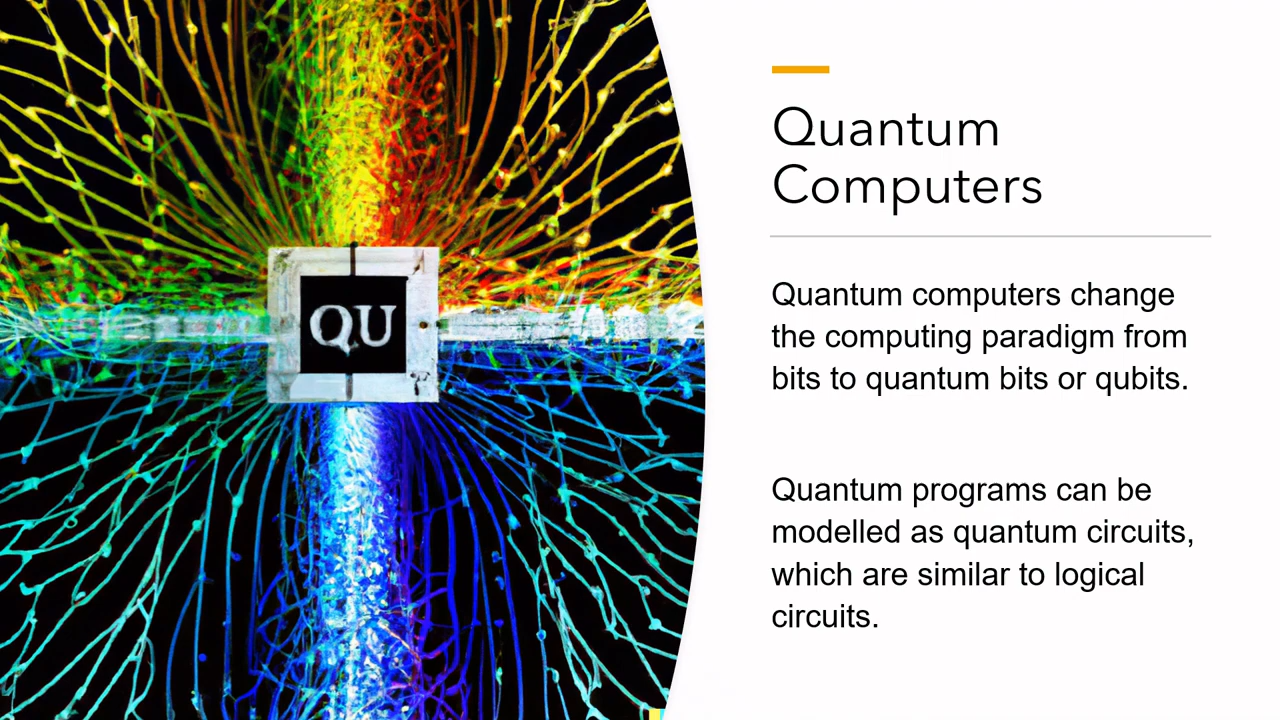 QU
Quantum
Computers
Quantum computers change
the computing paradigm from
bits to quantum bits or qubits.
Quantum programs can be
modelled as quantum circuits,
which are similar to logical
circuits.